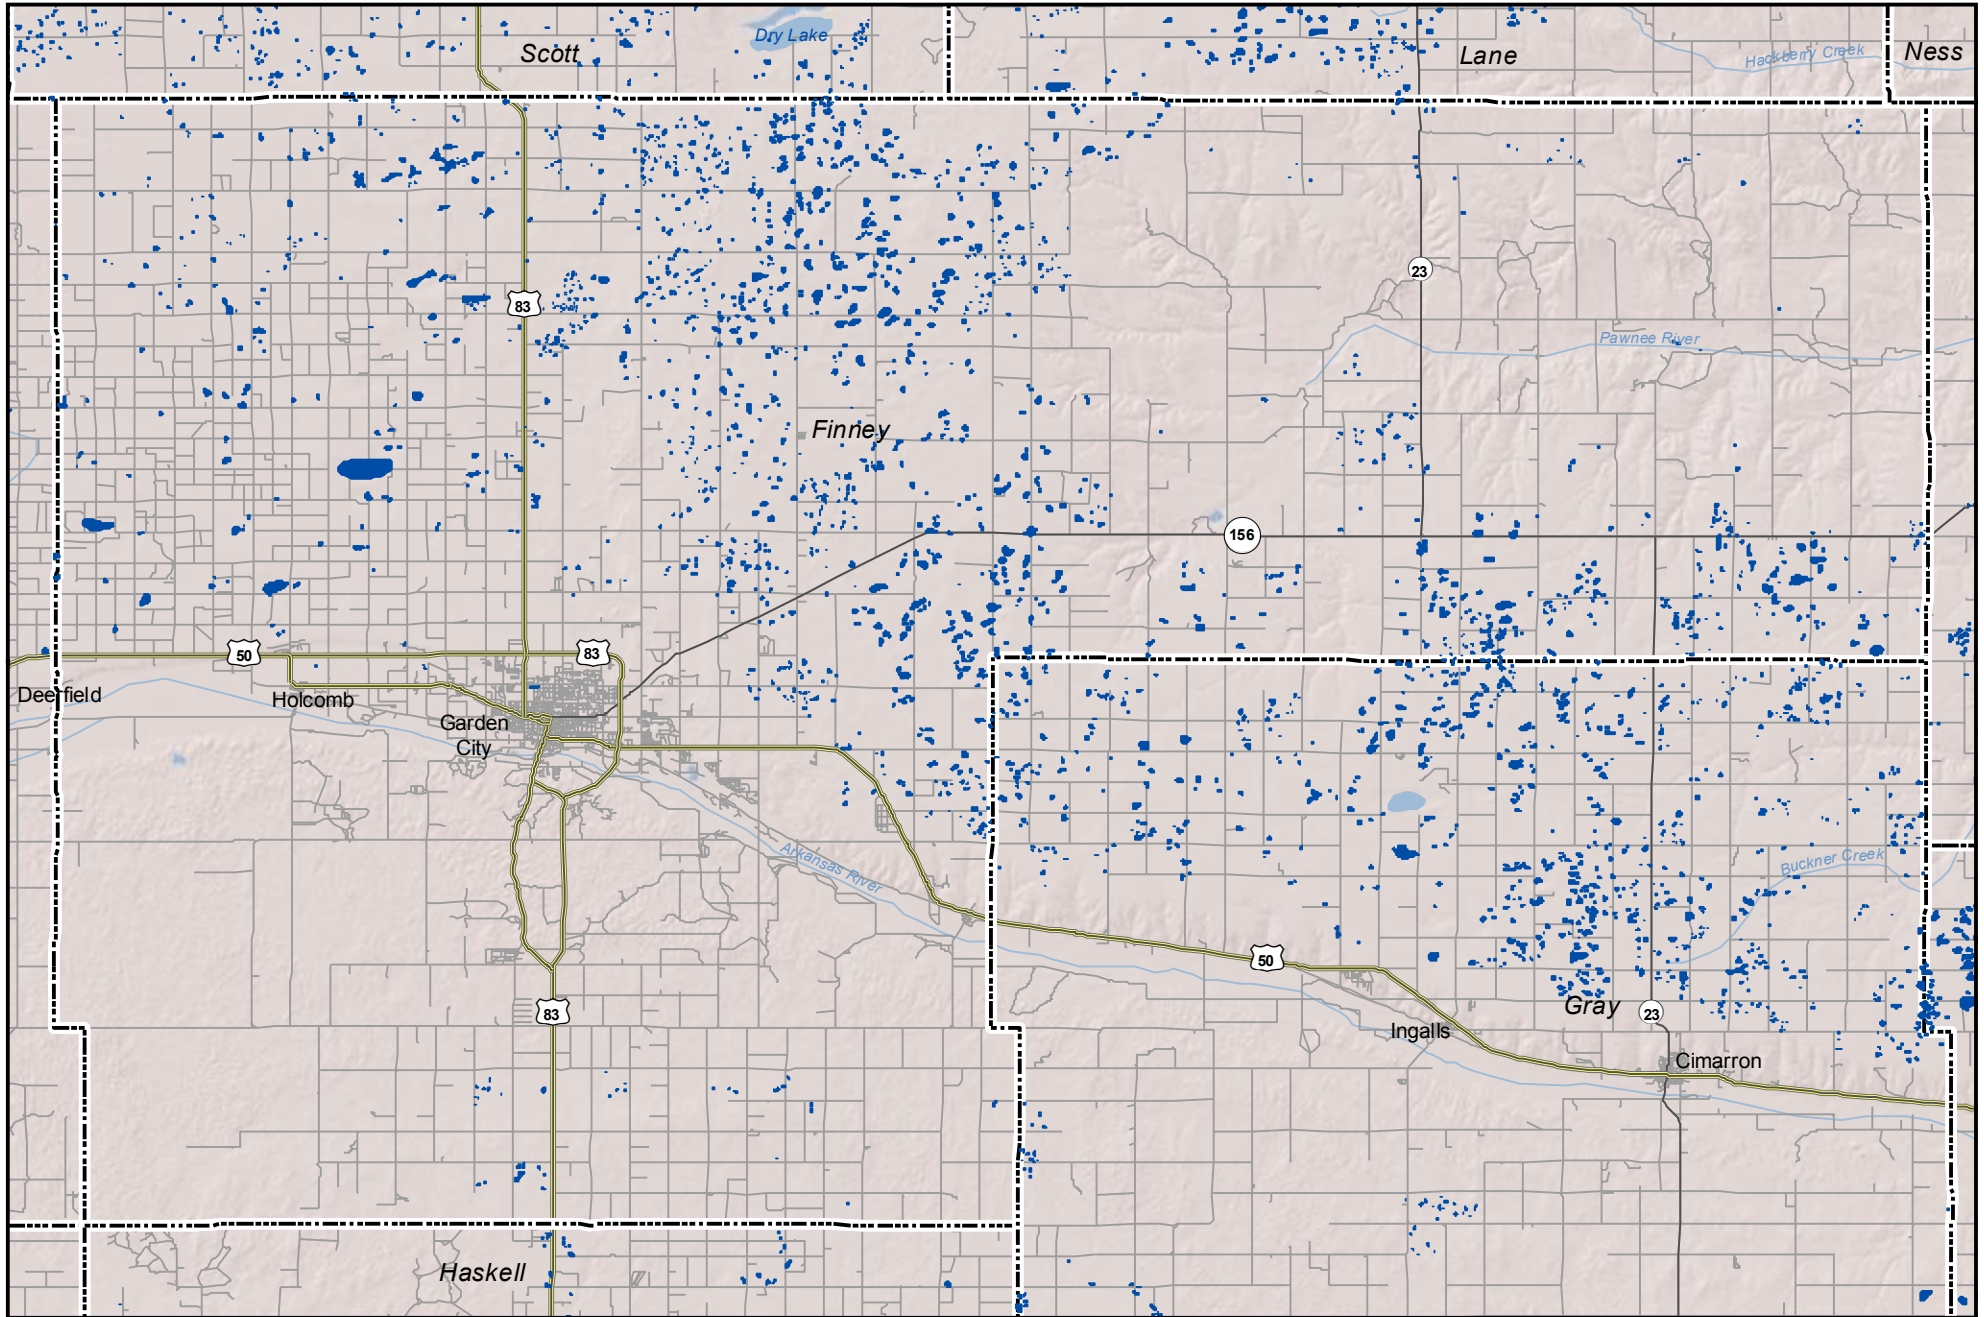 Dry Lake
Scott
Lane
Hackberry Creek
Ness
23
83
Pawnee River
Finney
156
50
83
Deerfield
Holcomb
Garden
City
Arkansas River
Buckner Creek
50
83
Gray
23
Ingalls
Cimarron
Haskell